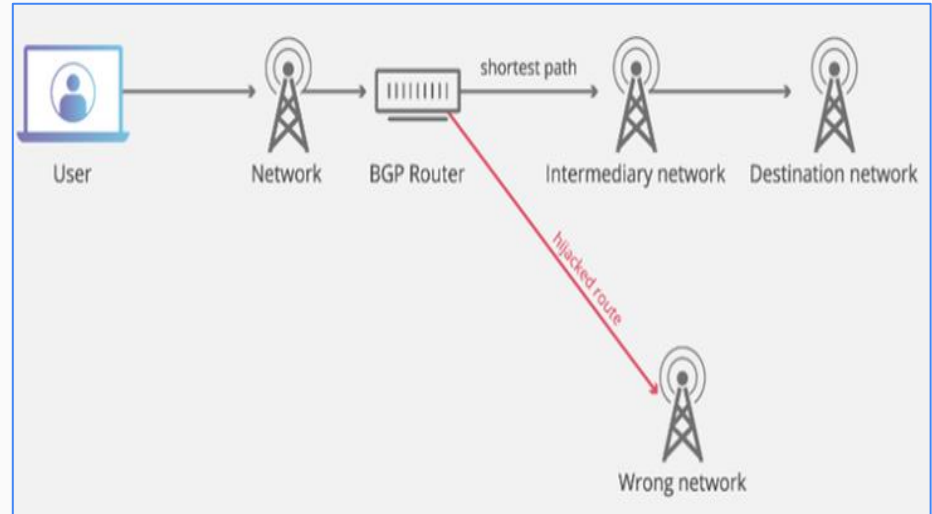 shortest path
User
Network
BGP Router
Intermediary network
Destination network
hijacked route
Wrong network